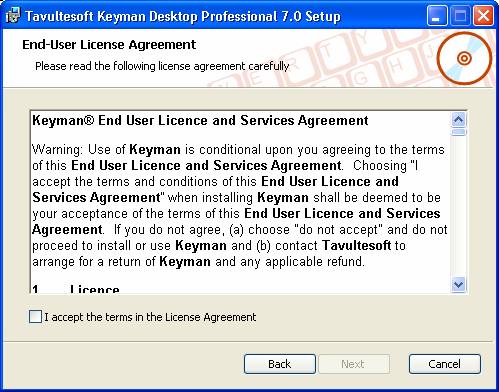 Tavultesoft Keyman Desktop Professional 7.0 Setup
End-User License Agreement
Please read the following license agreement carefully
Keyman® End User Licence and Services Agreement
Warning: Use of Keyman is conditional upon you agreeing to the terms
of this End User Licence and Services Agreement. Choosing "I
accept the terms and conditions of this End User Licence and
Services Agreement" when installing Keyman shall be deemed to be
your acceptance of the terms of this End User Licence and Services
Agreement. If you do not agree, (a) choose "do not accept" and do not
proceed to install or use Keyman and (b) contact Tavultesoft to
arrange for a return of Keyman and any applicable refund.
1 Licence
I accept the terms in the License Agreement
Back Next Cancel